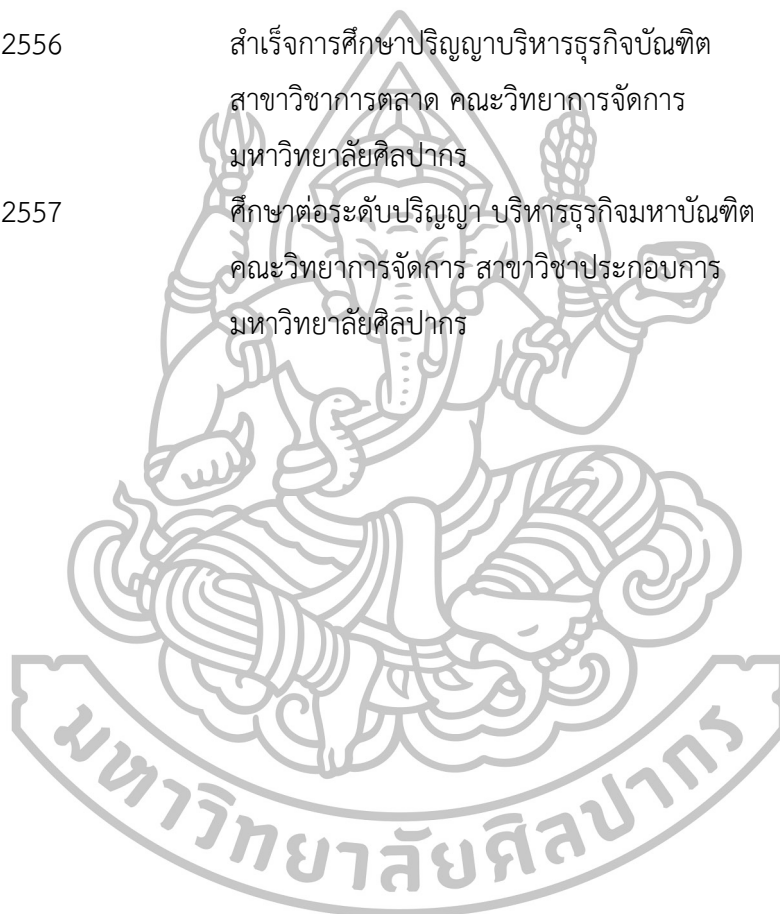 2556 สำเร็จการศึกษาปริญญาบริหารธุรกิจบัณฑิต
สาขาวิชาการตลาด คณะวิทยาการจัดการ
มหาวิทยาลัยศิลปากร
2557 ศึกษาต่อระดับปริญญา บริหารธุรกิจมหาบัณฑิต
คณะวิทยาการจัดการ สาขาวิชาประกอบการ
มหาวิทยาลัยศิลปากร
มหาวิทยาลัยศิลปากร